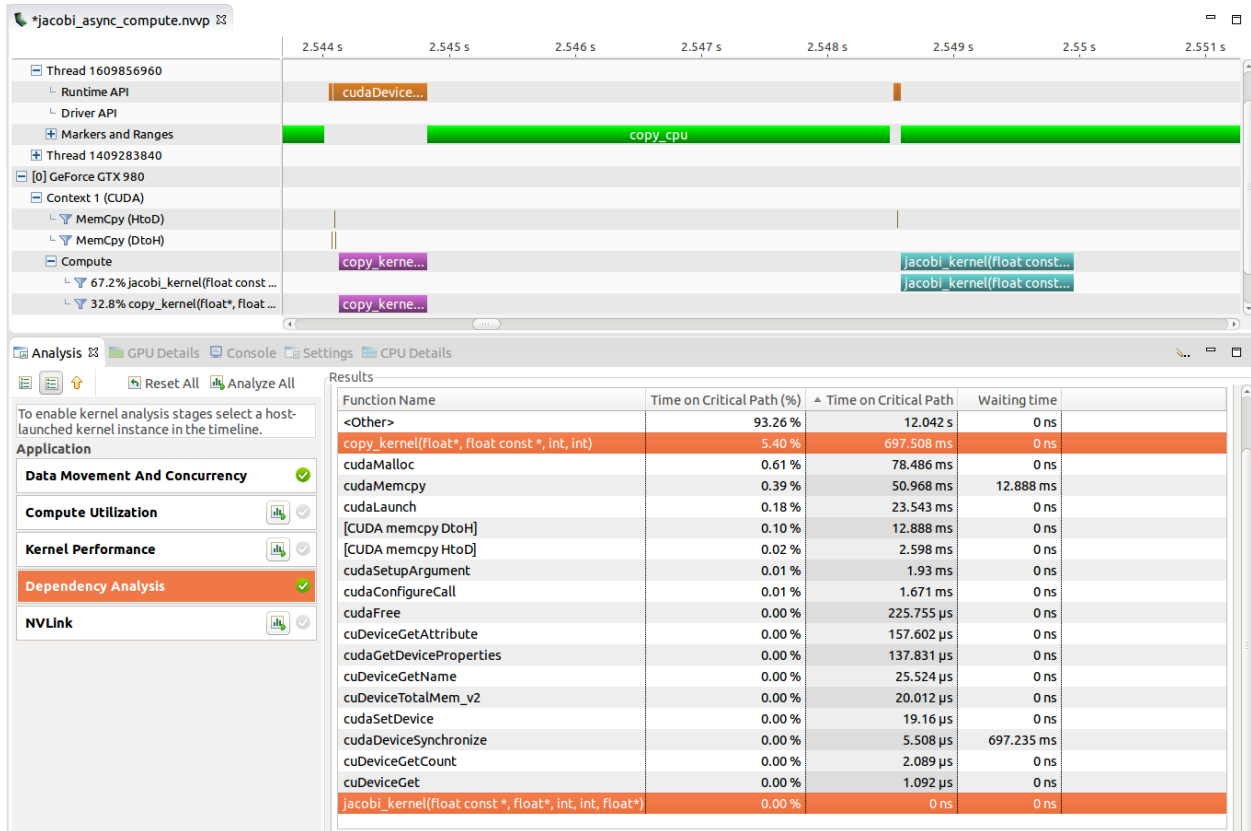 *jacobi_async_compute.nvvp
2.544 s 2.545 s 2.546 s 2.547 s 2.548 s 2.549 s 2.55 s 2.551 s
Thread 1609856960
Runtime API cudaDevice...
Driver API
Markers and Ranges copy_cpu
Thread 1409283840
[0] GeForce GTX 980
Context 1 (CUDA)
MemCpy (HtoD)
MemCpy (DtoH)
Compute copy_kerne... jacobi_kernel(float const...
67.2% jacobi_kernel(float const ... jacobi_kernel(float const...
32.8% copy_kernel(float*, float ... copy_kerne...
Analysis GPU Details Console Settings CPU Details
Reset All Analyze All
To enable kernel analysis stages select a host-
launched kernel instance in the timeline.
Application
Data Movement And Concurrency
Compute Utilization
Kernel Performance
Dependency Analysis
NVLink
Results
Function Name Time on Critical Path (%) Time on Critical Path Waiting time
<Other> 93.26 % 12.042 s 0 ns
copy_kernel(float*, float const *, int, int) 5.40 % 697.508 ms 0 ns
cudaMalloc 0.61 % 78.486 ms 0 ns
cudaMemcpy 0.39 % 50.968 ms 12.888 ms
cudaLaunch 0.18 % 23.543 ms 0 ns
[CUDA memcpy DtoH] 0.10 % 12.888 ms 0 ns
[CUDA memcpy HtoD] 0.02 % 2.598 ms 0 ns
cudaSetupArgument 0.01 % 1.93 ms 0 ns
cudaConfigureCall 0.01 % 1.671 ms 0 ns
cudaFree 0.00 % 225.755 µs 0 ns
cuDeviceGetAttribute 0.00 % 157.602 µs 0 ns
cudaGetDeviceProperties 0.00 % 137.831 µs 0 ns
cuDeviceGetName 0.00 % 25.524 µs 0 ns
cuDeviceTotalMem_v2 0.00 % 20.012 µs 0 ns
cudaSetDevice 0.00 % 19.16 µs 0 ns
cudaDeviceSynchronize 0.00 % 5.508 µs 697.235 ms
cuDeviceGetCount 0.00 % 2.089 µs 0 ns
cuDeviceGet 0.00 % 1.092 µs 0 ns
jacobi_kernel(float const *, float*, int, int, float*) 0.00 % 0 ns 0 ns